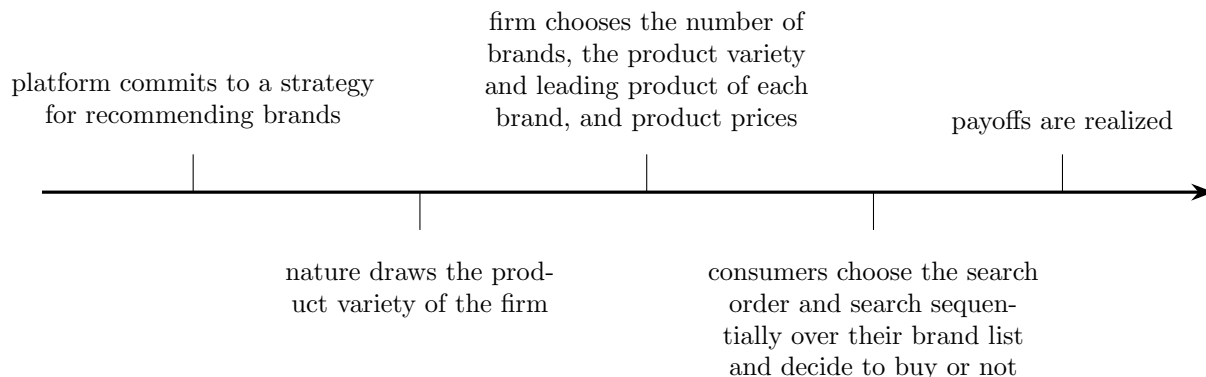 platform commits to a strategy
for recommending brands
nature draws the prod-
uct variety of the firm
firm chooses the number of
brands, the product variety
and leading product of each
brand, and product prices
consumers choose the search
order and search sequen-
tially over their brand list
and decide to buy or not
payoffs are realized